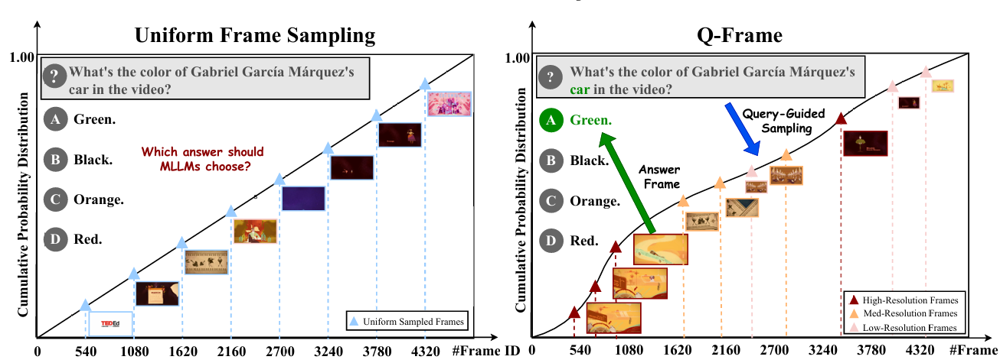 Uniform Frame Sampling
Cumulative Probability Distribution
1.00
? What's the color of Gabriel García Márquez's
car in the video?
A Green.
B Black.
C Orange.
D Red.
Which answer should
MLLMs choose?
8
TEDEd
Uniform Sampled Frames
0 540 1080 1620 2160 2700 3240 3780 4320 #Frame ID
Q-Frame
Cumulative Probability Distribution
1.00
? What's the color of Gabriel García Márquez's
car in the video?
A Green.
B Black.
C Orange.
D Red.
Query-Guided
Sampling
Answer
Frame
High-Resolution Frames
Med-Resolution Frames
Low-Resolution Frames
0 540 1080 1620 2160 2700 3240 3780 4320 #Frame